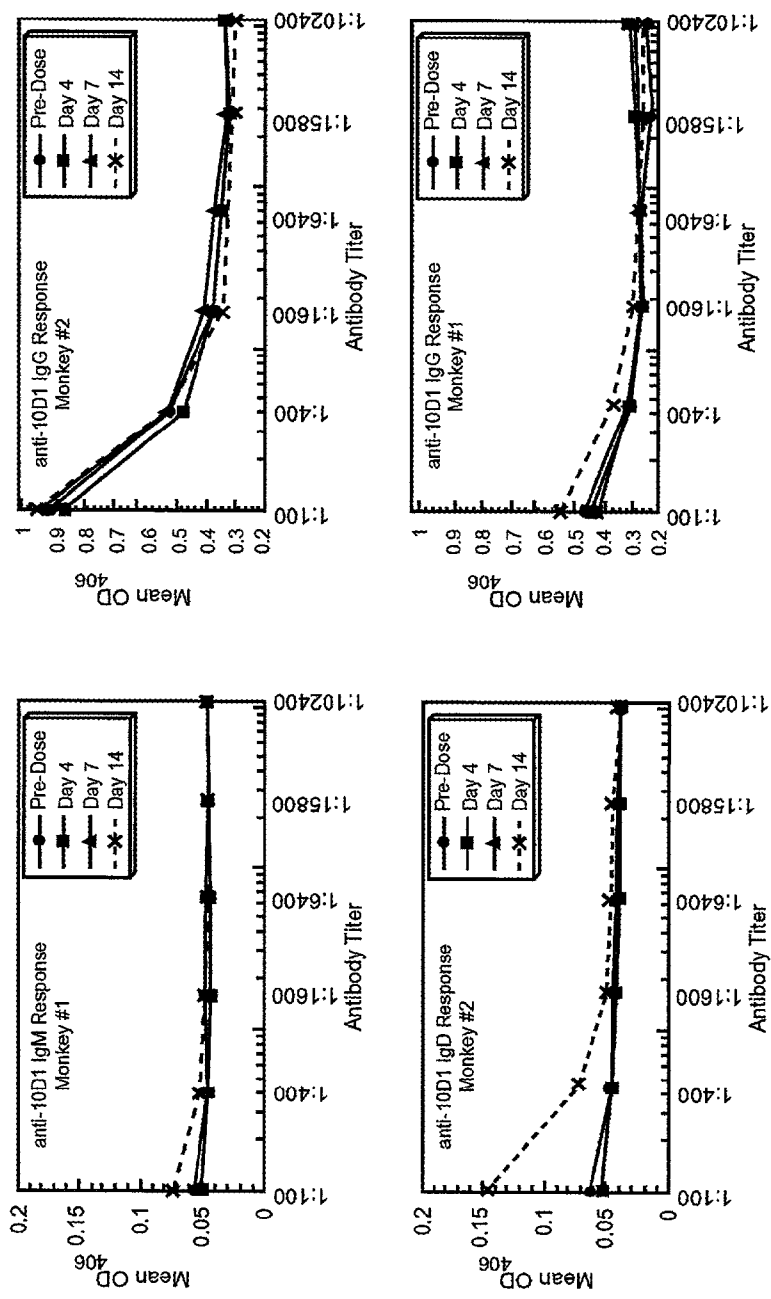 anti-10D1 IgM Response
Monkey #1
Pre-Dose
Day 4
Day 7
Day 14
Mean OD 406
0.2
0.15
0.1
0.05
0
1:100
1:400
1:1600
1:6400
1:15800
1:102400
Antibody Titer
anti-10D1 IgG Response
Monkey #2
Pre-Dose
Day 4
Day 7
Day 14
Mean OD 406
1
0.9
0.8
0.7
0.6
0.5
0.4
0.3
0.2
1:100
1:400
1:1600
1:6400
1:15800
1:102400
Antibody Titer
anti-10D1 IgD Response
Monkey #2
Pre-Dose
Day 4
Day 7
Day 14
Mean OD 406
0.2
0.15
0.1
0.05
0
1:100
1:400
1:1600
1:6400
1:15800
1:102400
Antibody Titer
anti-10D1 IgG Response
Monkey #1
Pre-Dose
Day 4
Day 7
Day 14
Mean OD 406
1
0.9
0.8
0.7
0.6
0.5
0.4
0.3
0.2
1:100
1:400
1:1600
1:6400
1:15800
1:102400
Antibody Titer